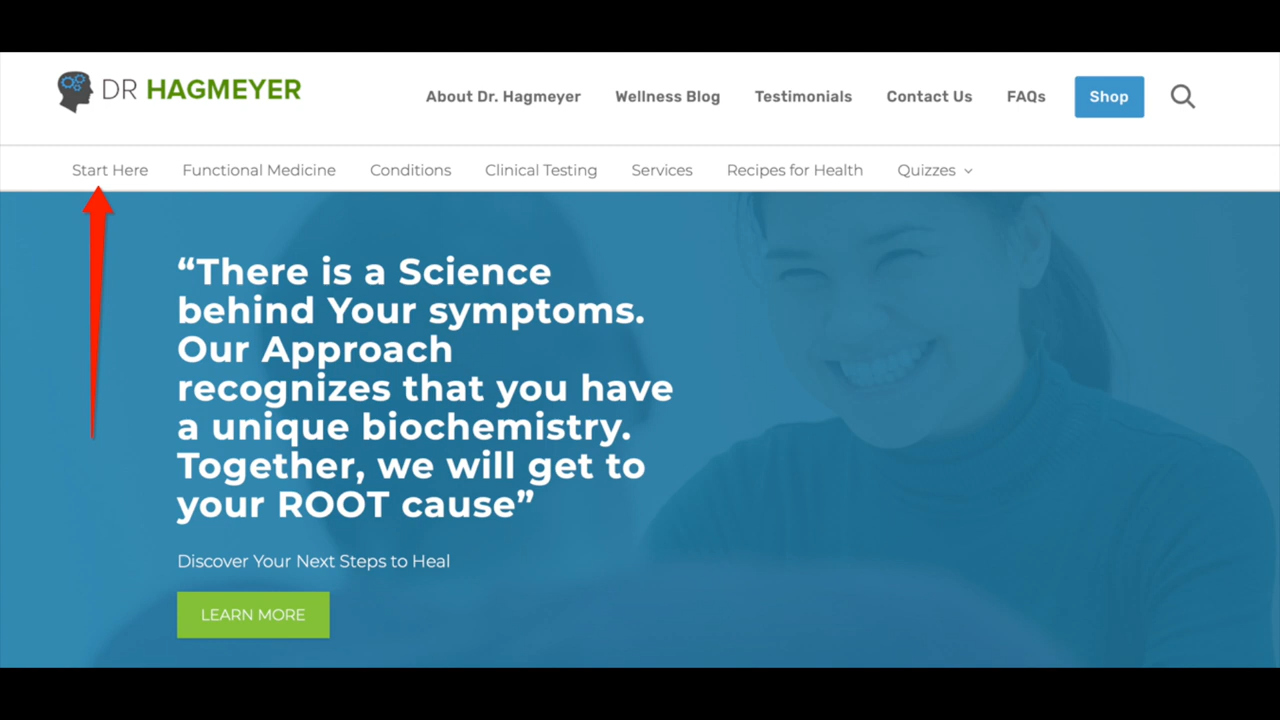 DR HAGMEYER
About Dr. Hagmeyer Wellness Blog Testimonials Contact Us FAQs Shop
Start Here Functional Medicine Conditions Clinical Testing Services Recipes for Health Quizzes
“There is a Science
behind Your symptoms.
Our Approach
recognizes that you have
a unique biochemistry.
Together, we will get to
your ROOT cause”
Discover Your Next Steps to Heal
LEARN MORE